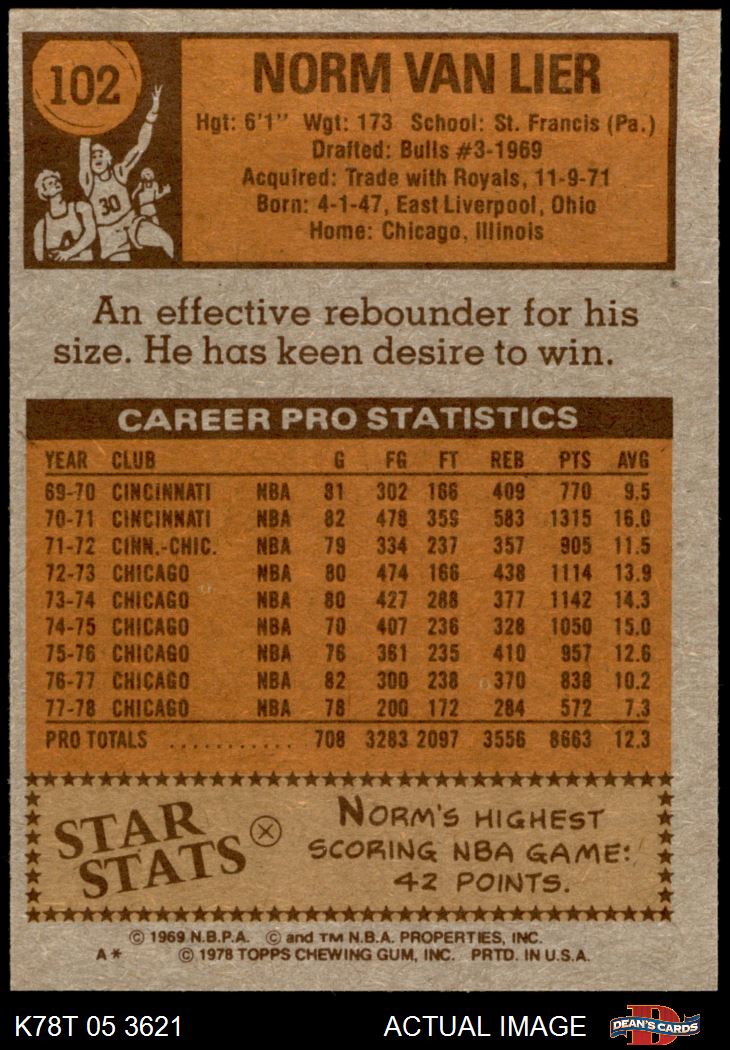 102
NORM VAN LIER
Hgt: 6'1" Wgt: 173 School: St. Francis (Pa.)
Drafted: Bulls #3-1969
Acquired: Trade with Royals, 11-9-71
Born: 4-1-47, East Liverpool, Ohio
Home: Chicago, Illinois
30
An effective rebounder for his
size. He has keen desire to win.
CAREER PRO STATISTICS
YEAR CLUB G FG FT REB PTS AVG
69-70 CINCINNATI NBA 81 302 166 409 770 9.5
70-71 CINCINNATI NBA 82 478 359 583 1315 16.0
71-72 CINN.-CHIC. NBA 79 334 237 357 905 11.5
72-73 CHICAGO NBA 80 474 166 438 1114 13.9
73-74 CHICAGO NBA 80 427 288 377 1142 14.3
74-75 CHICAGO NBA 70 407 236 328 1050 15.0
75-76 CHICAGO NBA 76 361 235 410 957 12.6
76-77 CHICAGO NBA 82 300 238 370 838 10.2
77-78 CHICAGO NBA 78 200 172 284 572 7.3
PRO TOTALS ........... 708 3283 2097 3556 8663 12.3
STAR
STATS
NORM'S HIGHEST
SCORING NBA GAME:
42 POINTS.
© 1969 N.B.P.A. © and TM N.B.A. PROPERTIES, INC.
A* © 1978 TOPPS CHEWING GUM, INC. PRTD. IN U.S.A.
K78T 05 3621 ACTUAL IMAGE DEAN'S CARDS